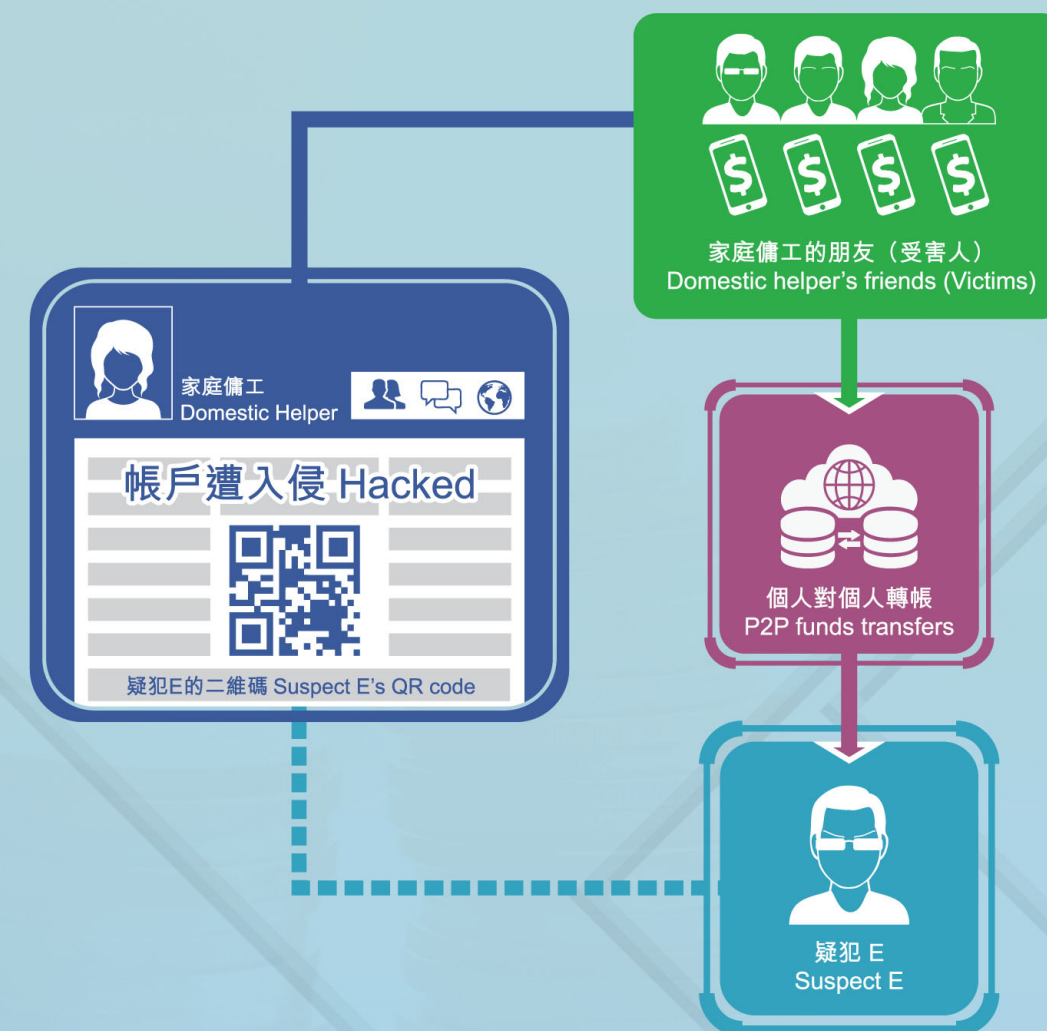 家庭傭工的朋友（受害人）
Domestic helper's friends (Victims)
家庭傭工
Domestic Helper
帳戶遭入侵 Hacked
疑犯E的二維碼 Suspect E's QR code
個人對個人轉帳
P2P funds transfers
疑犯 E
Suspect E